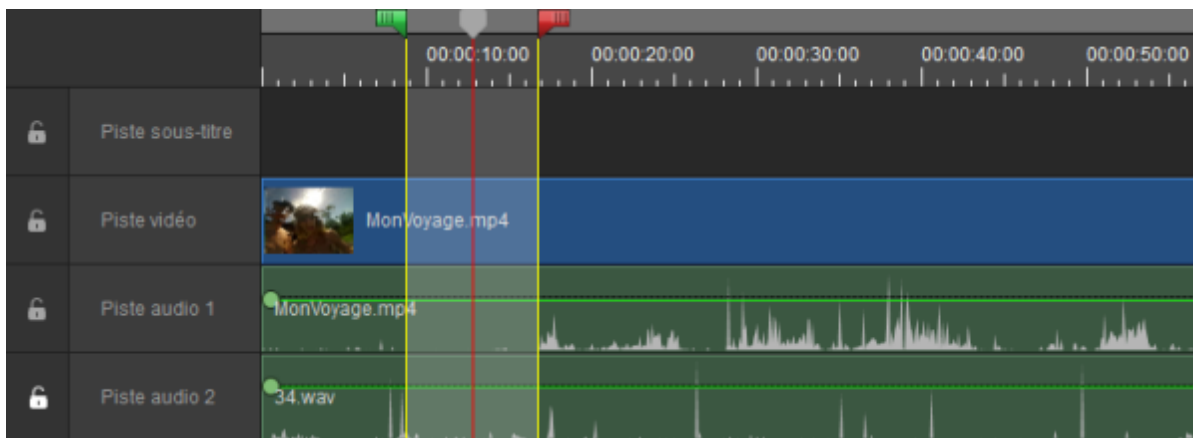 00:00:10:00 00:00:20:00 00:00:30:00 00:00:40:00 00:00:50:00
Piste sous-titre
Piste vidéo MonVoyage.mp4
Piste audio 1 MonVoyage.mp4
Piste audio 2 34.wav